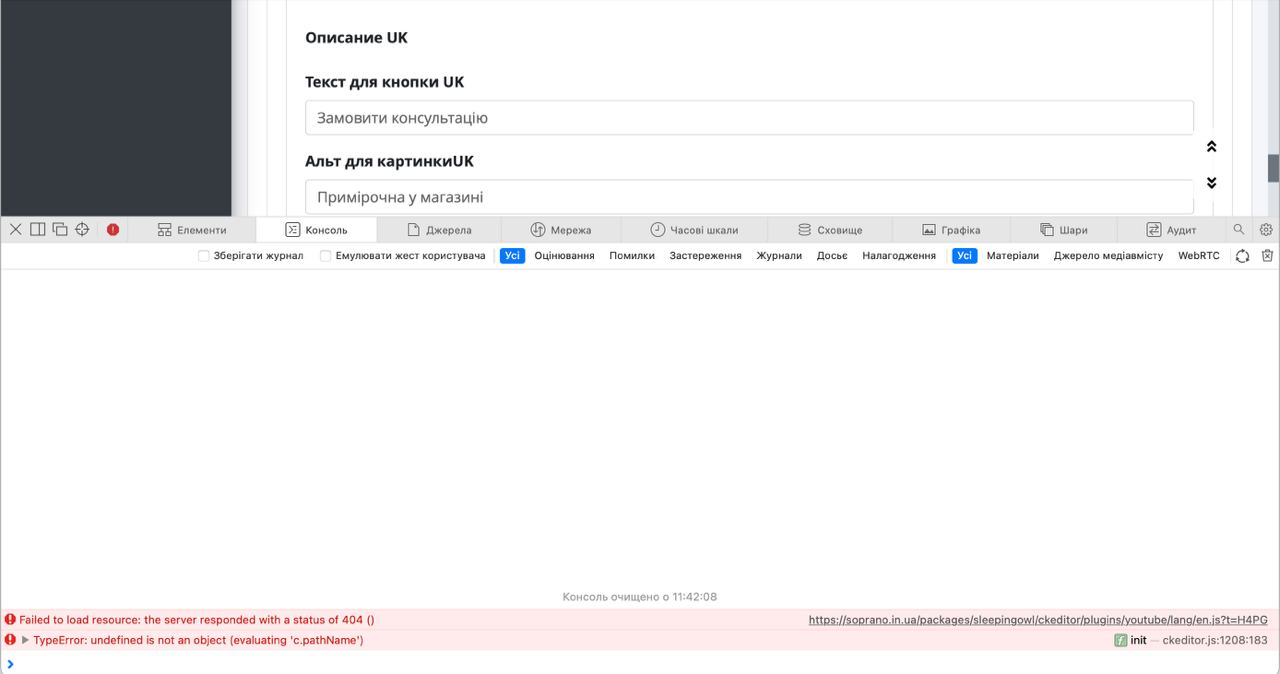 Описание UK
Текст для кнопки UK
Замовити консультацію
Альт для картинкиUK
Примірочна у магазині
Елементи Консоль Джерела Мережа Часові шкали Сховище Графіка Шари Аудит
Зберігати журнал Емулювати жест користувача Усі Оцінювання Помилки Застереження Журнали Досьє Налагодження Усі Матеріали Джерело медіавмісту WebRTC
Консоль очищено о 11:42:08
Failed to load resource: the server responded with a status of 404 () https://soprano.in.ua/packages/sleepingowl/ckeditor/plugins/youtube/lang/en.js?t=H4PG
TypeError: undefined is not an object (evaluating 'c.pathName') f init — ckeditor.js:1208:183